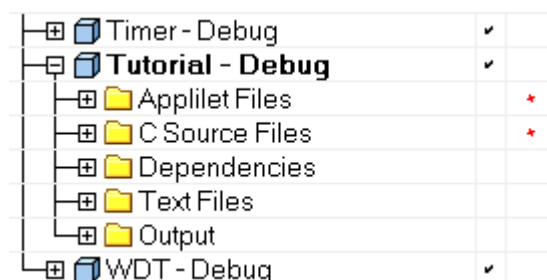 Timer - Debug
Tutorial - Debug
Applilet Files
C Source Files
Dependencies
Text Files
Output
WDT - Debug